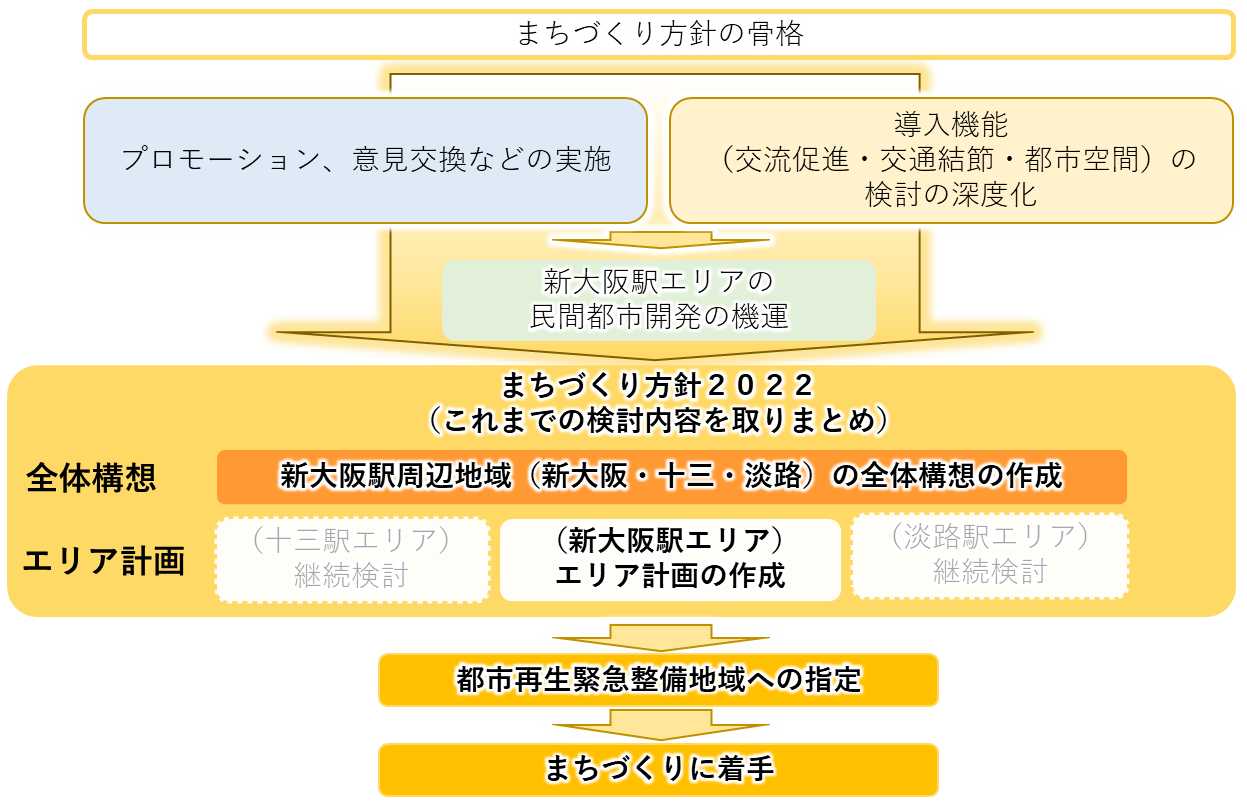 まちづくり方針の骨格
プロモーション、意見交換などの実施
導入機能
（交流促進・交通結節・都市空間）の
検討の深度化
新大阪駅エリアの
民間都市開発の機運
まちづくり方針２０２２
（これまでの検討内容を取りまとめ）
全体構想
新大阪駅周辺地域（新大阪・十三・淡路）の全体構想の作成
エリア計画
（十三駅エリア）
継続検討
（新大阪駅エリア）
エリア計画の作成
（淡路駅エリア）
継続検討
都市再生緊急整備地域への指定
まちづくりに着手